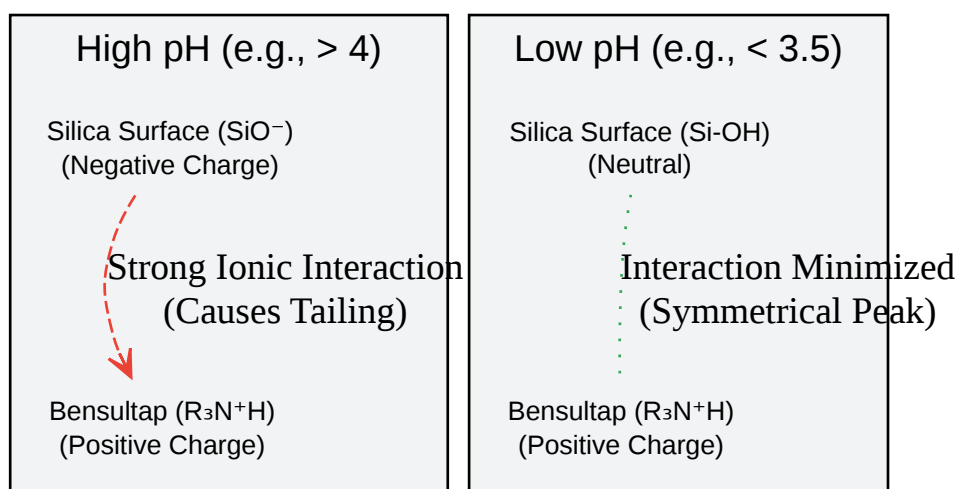 High pH (e.g., > 4)
Silica Surface (SiO⁻)
(Negative Charge)
Strong Ionic Interaction
(Causes Tailing)
Bensultap (R₃N⁺H)
(Positive Charge)
Low pH (e.g., < 3.5)
Silica Surface (Si-OH)
(Neutral)
Interaction Minimized
(Symmetrical Peak)
Bensultap (R₃N⁺H)
(Positive Charge)